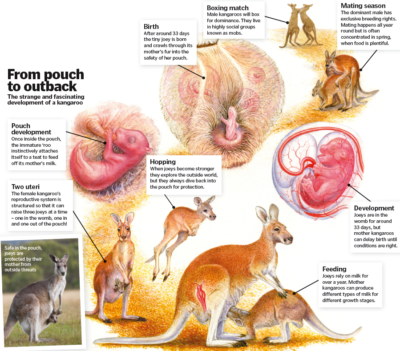 From pouch
to outback
The strange and fascinating
development of a kangaroo
Birth
After around 33 days
the tiny joey is born
and crawls through its
mother's fur into the
safety of her pouch.
Boxing match
Male kangaroos will box
for dominance. They live
in highly social groups
known as mobs.
Mating season
The dominant male has
exclusive breeding rights.
Mating happens all year
round but is often
concentrated in spring,
when food is plentiful.
Pouch
development
Once inside the pouch,
the immature 'roo
instinctively attaches
itself to a teat to feed
off its mother's milk.
Two uteri
The female kangaroo's
reproductive system is
structured so that it can
raise three joeys at a time
– one in the womb, one in
and one out of the pouch!
Hopping
When joeys become stronger
they explore the outside world,
but they always dive back into
the pouch for protection.
Development
Joeys are in the
womb for around
33 days, but
mother kangaroos
can delay birth until
conditions are right.
Feeding
Joeys rely on milk for
over a year. Mother
kangaroos can produce
different types of milk for
different growth stages.
Safe in the pouch,
joeys are
protected by their
mother from
outside